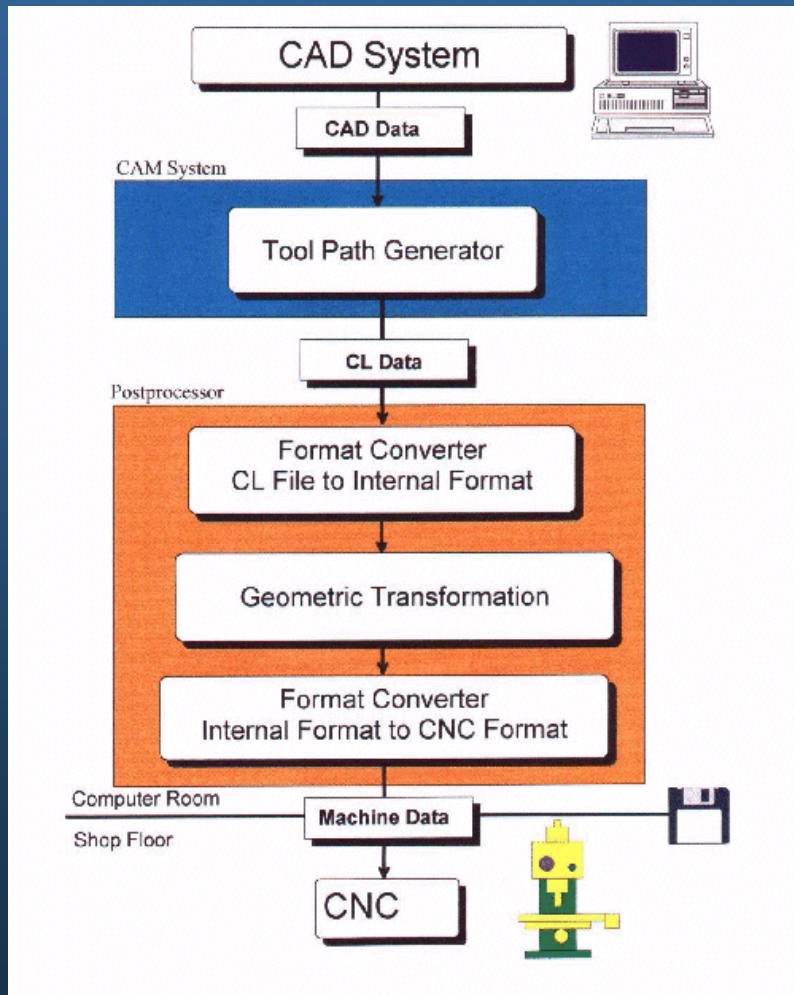 CAD System
CAD Data
CAM System
Tool Path Generator
CL Data
Postprocessor
Format Converter
CL File to Internal Format
Geometric Transformation
Format Converter
Internal Format to CNC Format
Computer Room
Machine Data
Shop Floor
CNC